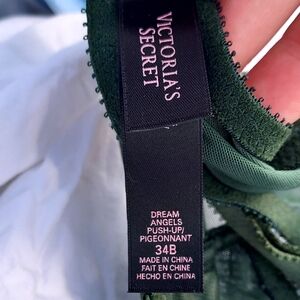 VICTORIA'S
SECRET
DREAM
ANGELS
PUSH-UP/
PIGEONNANT
34B
MADE IN CHINA
FAIT EN CHINE
HECHO EN CHINA